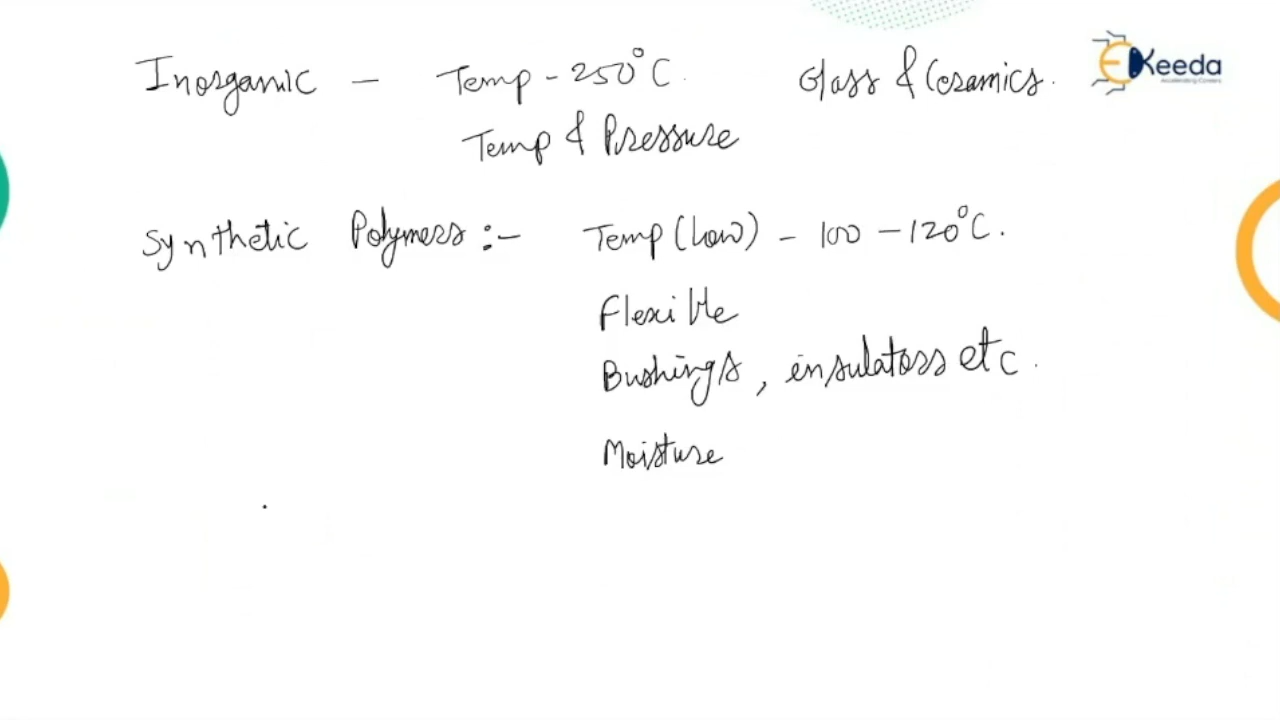 Inorganic – Temp - 250°C. Glass & Ceramics.
Temp & Pressure
Synthetic Polymers :- Temp (Low) - 100 - 120°C.
Flexible
Bushings, insulators etc.
Moisture
EKeeda